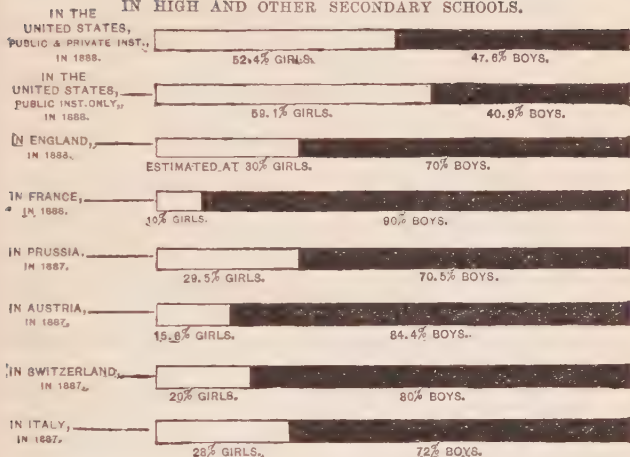 IN HIGH AND OTHER SECONDARY SCHOOLS.
IN THE
UNITED STATES,
PUBLIC & PRIVATE INST.,
IN 1888.
52.4% GIRLS. 47.6% BOYS.
IN THE
UNITED STATES,
PUBLIC INST. ONLY,
IN 1888.
59.1% GIRLS. 40.9% BOYS.
IN ENGLAND,
IN 1888.
ESTIMATED AT 30% GIRLS. 70% BOYS.
IN FRANCE,
IN 1888.
10% GIRLS. 90% BOYS.
IN PRUSSIA.
IN 1887.
29.5% GIRLS. 70.5% BOYS.
IN AUSTRIA,
IN 1887.
15.6% GIRLS. 84.4% BOYS.
IN SWITZERLAND,
IN 1887.
20% GIRLS. 80% BOYS.
IN ITALY,
IN 1887.
28% GIRLS. 72% BOYS.